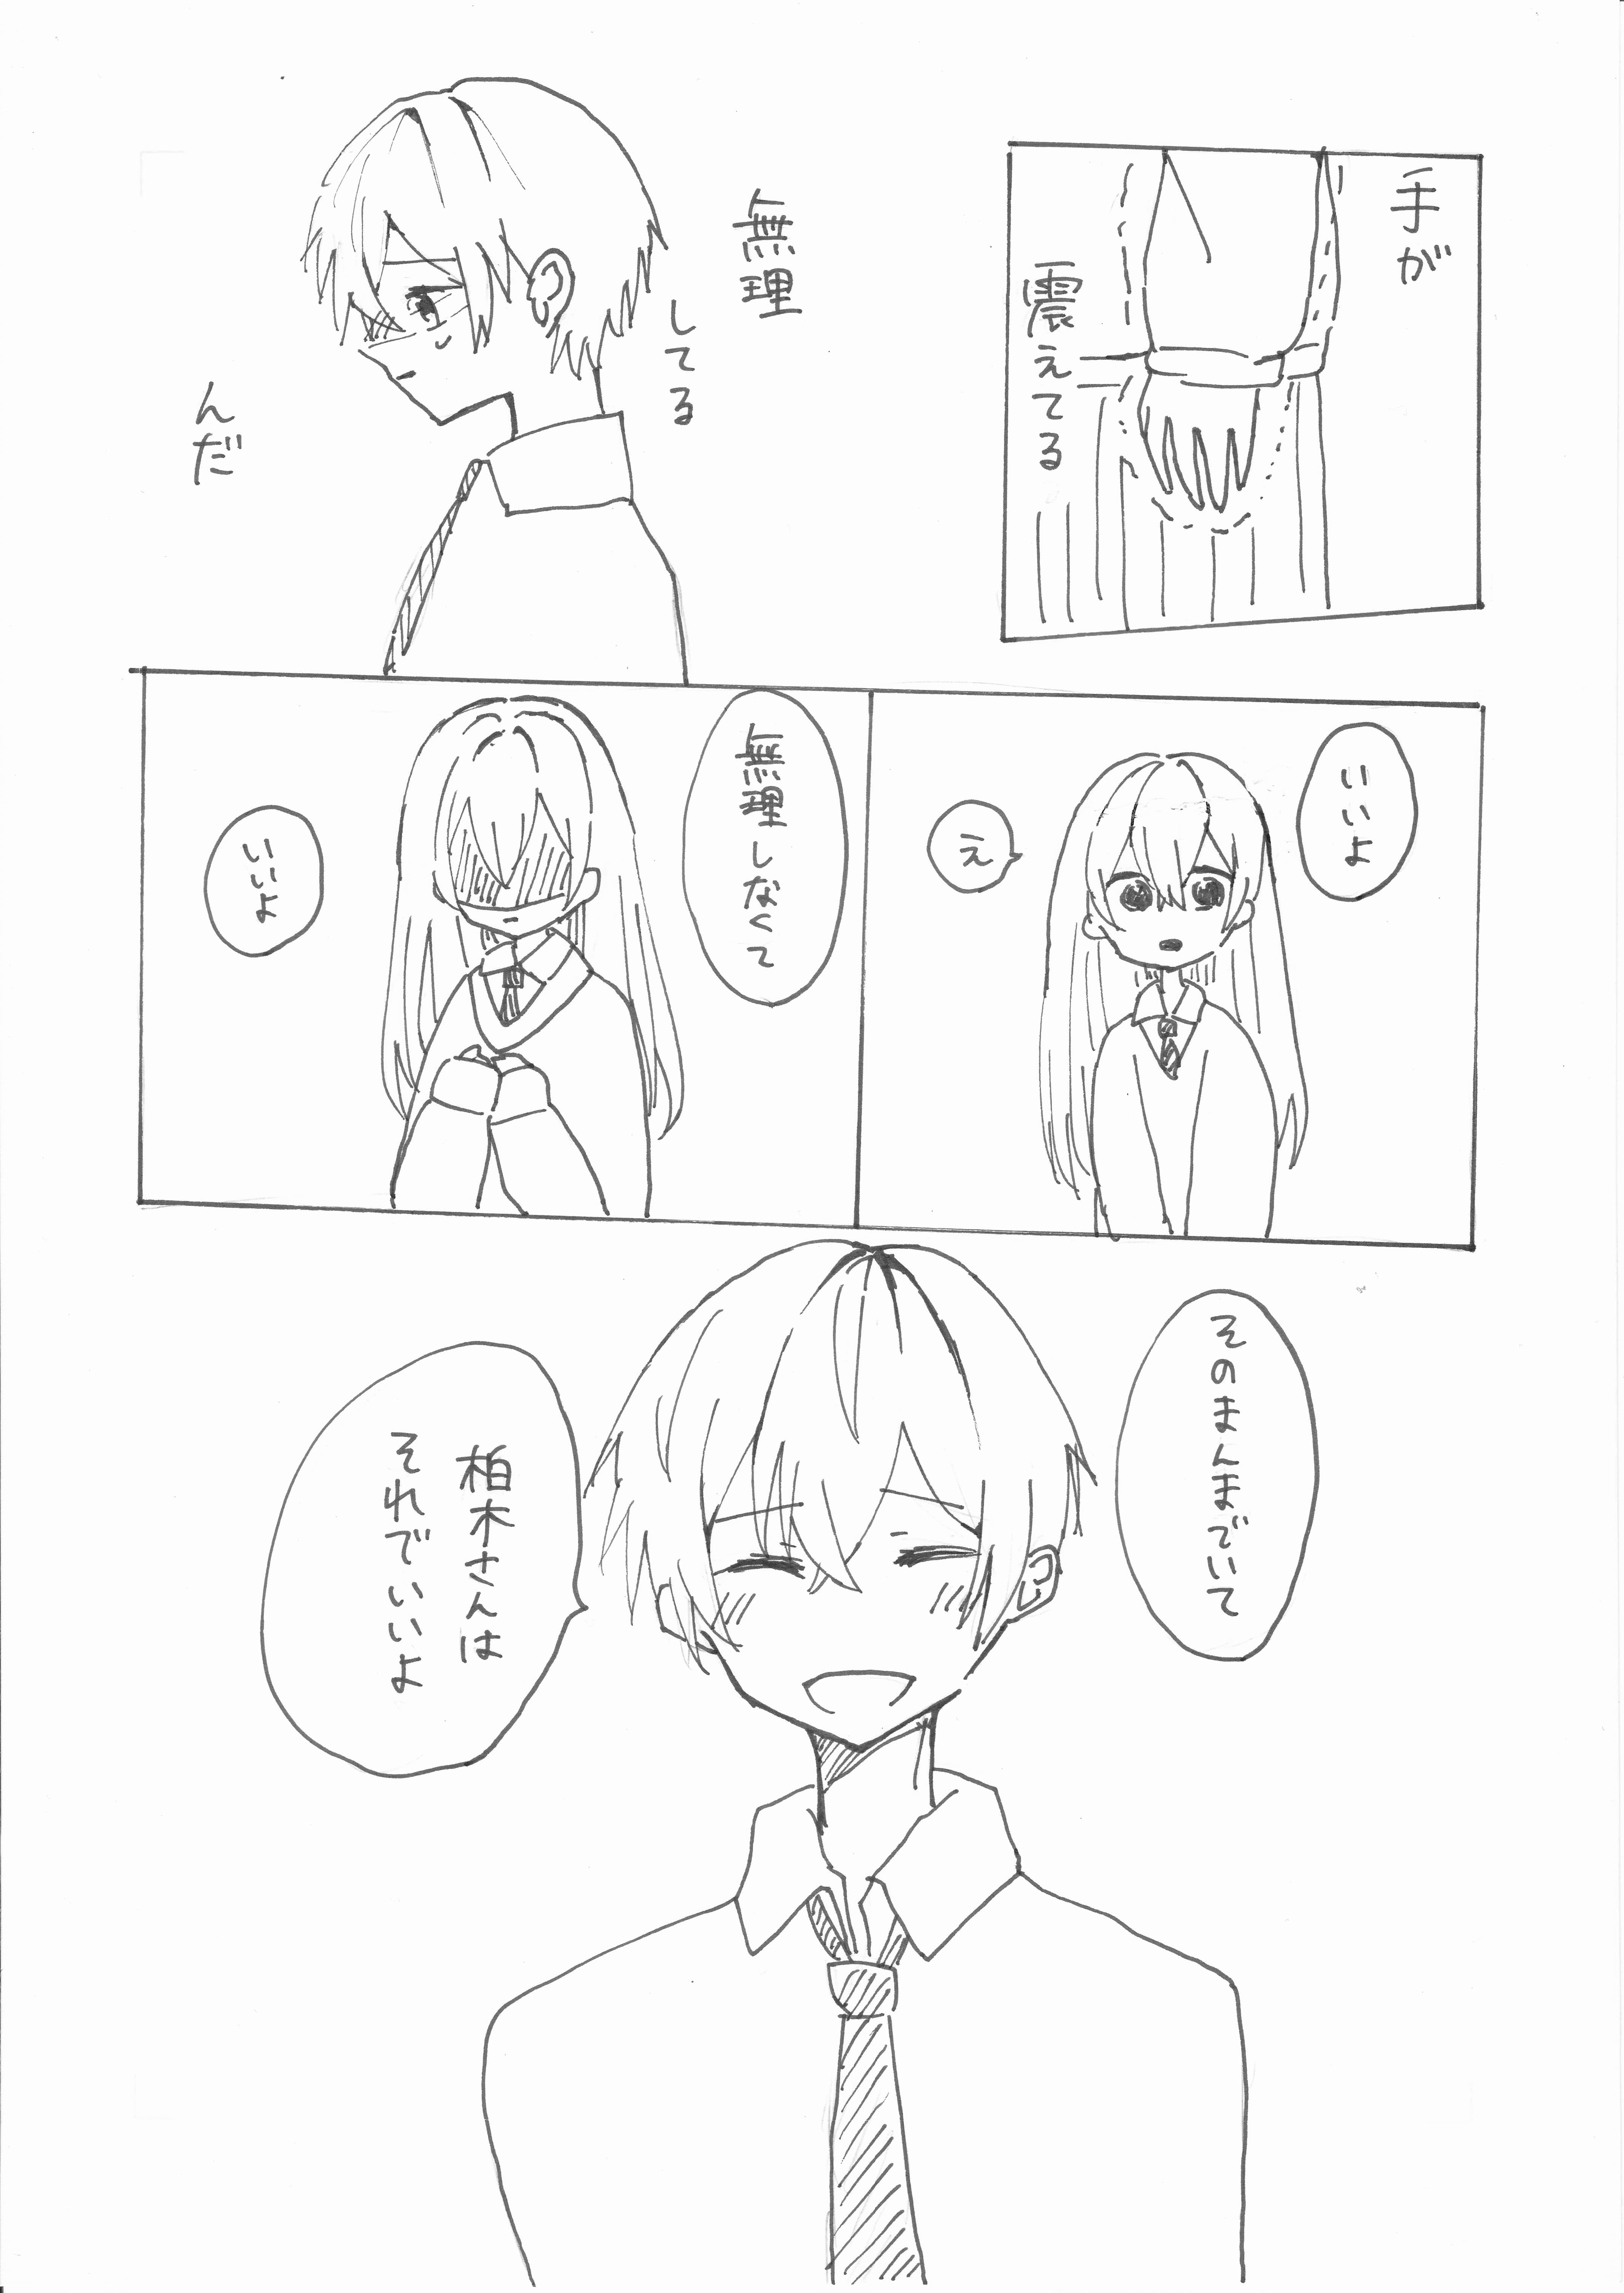 手が
震えてる
無理
してる
んだ
いいよ
え
無理しなくて
いいよ
そのまんまでいて
柏木さんは
それでいいよ